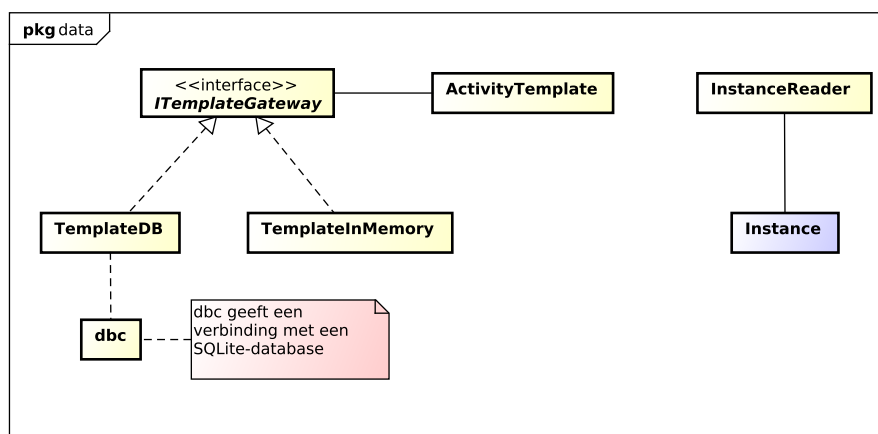 pkg data
<<interface>>
ITemplateGateway
ActivityTemplate
InstanceReader
TemplateDB
TemplateInMemory
Instance
dbc
dbc geeft een
verbinding met een
SQLite-database